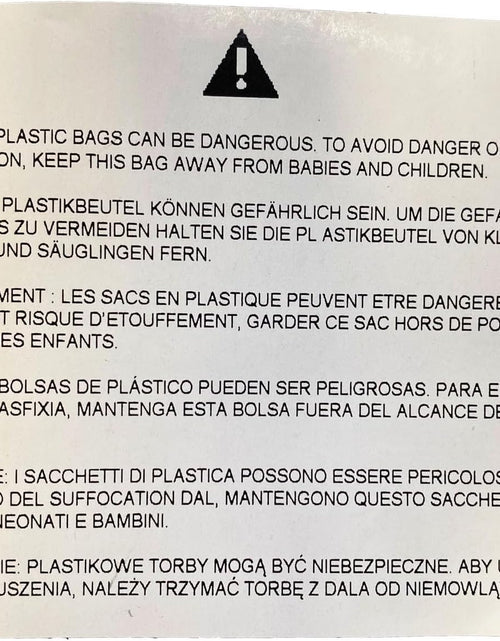 PLASTIC BAGS CAN BE DANGEROUS. TO AVOID DANGER O
ON, KEEP THIS BAG AWAY FROM BABIES AND CHILDREN.
PLASTIKBEUTEL KÖNNEN GEFÄHRLICH SEIN. UM DIE GEFA
S ZU VERMEIDEN HALTEN SIE DIE PL ASTIKBEUTEL VON KL
UND SÄUGLINGEN FERN.
MENT : LES SACS EN PLASTIQUE PEUVENT ETRE DANGERE
T RISQUE D'ETOUFFEMENT, GARDER CE SAC HORS DE PO
ES ENFANTS.
BOLSAS DE PLÁSTICO PUEDEN SER PELIGROSAS. PARA E
ASFIXIA, MANTENGA ESTA BOLSA FUERA DEL ALCANCE DE
E: I SACCHETTI DI PLASTICA POSSONO ESSERE PERICOLOS
O DEL SUFFOCATION DAL, MANTENGONO QUESTO SACCHE
NEONATI E BAMBINI.
IE: PLASTIKOWE TORBY MOGĄ BYĆ NIEBEZPIECZNE. ABY U
USZENIA, NALEŻY TRZYMAĆ TORBĘ Z DALA OD NIEMOWLĄ